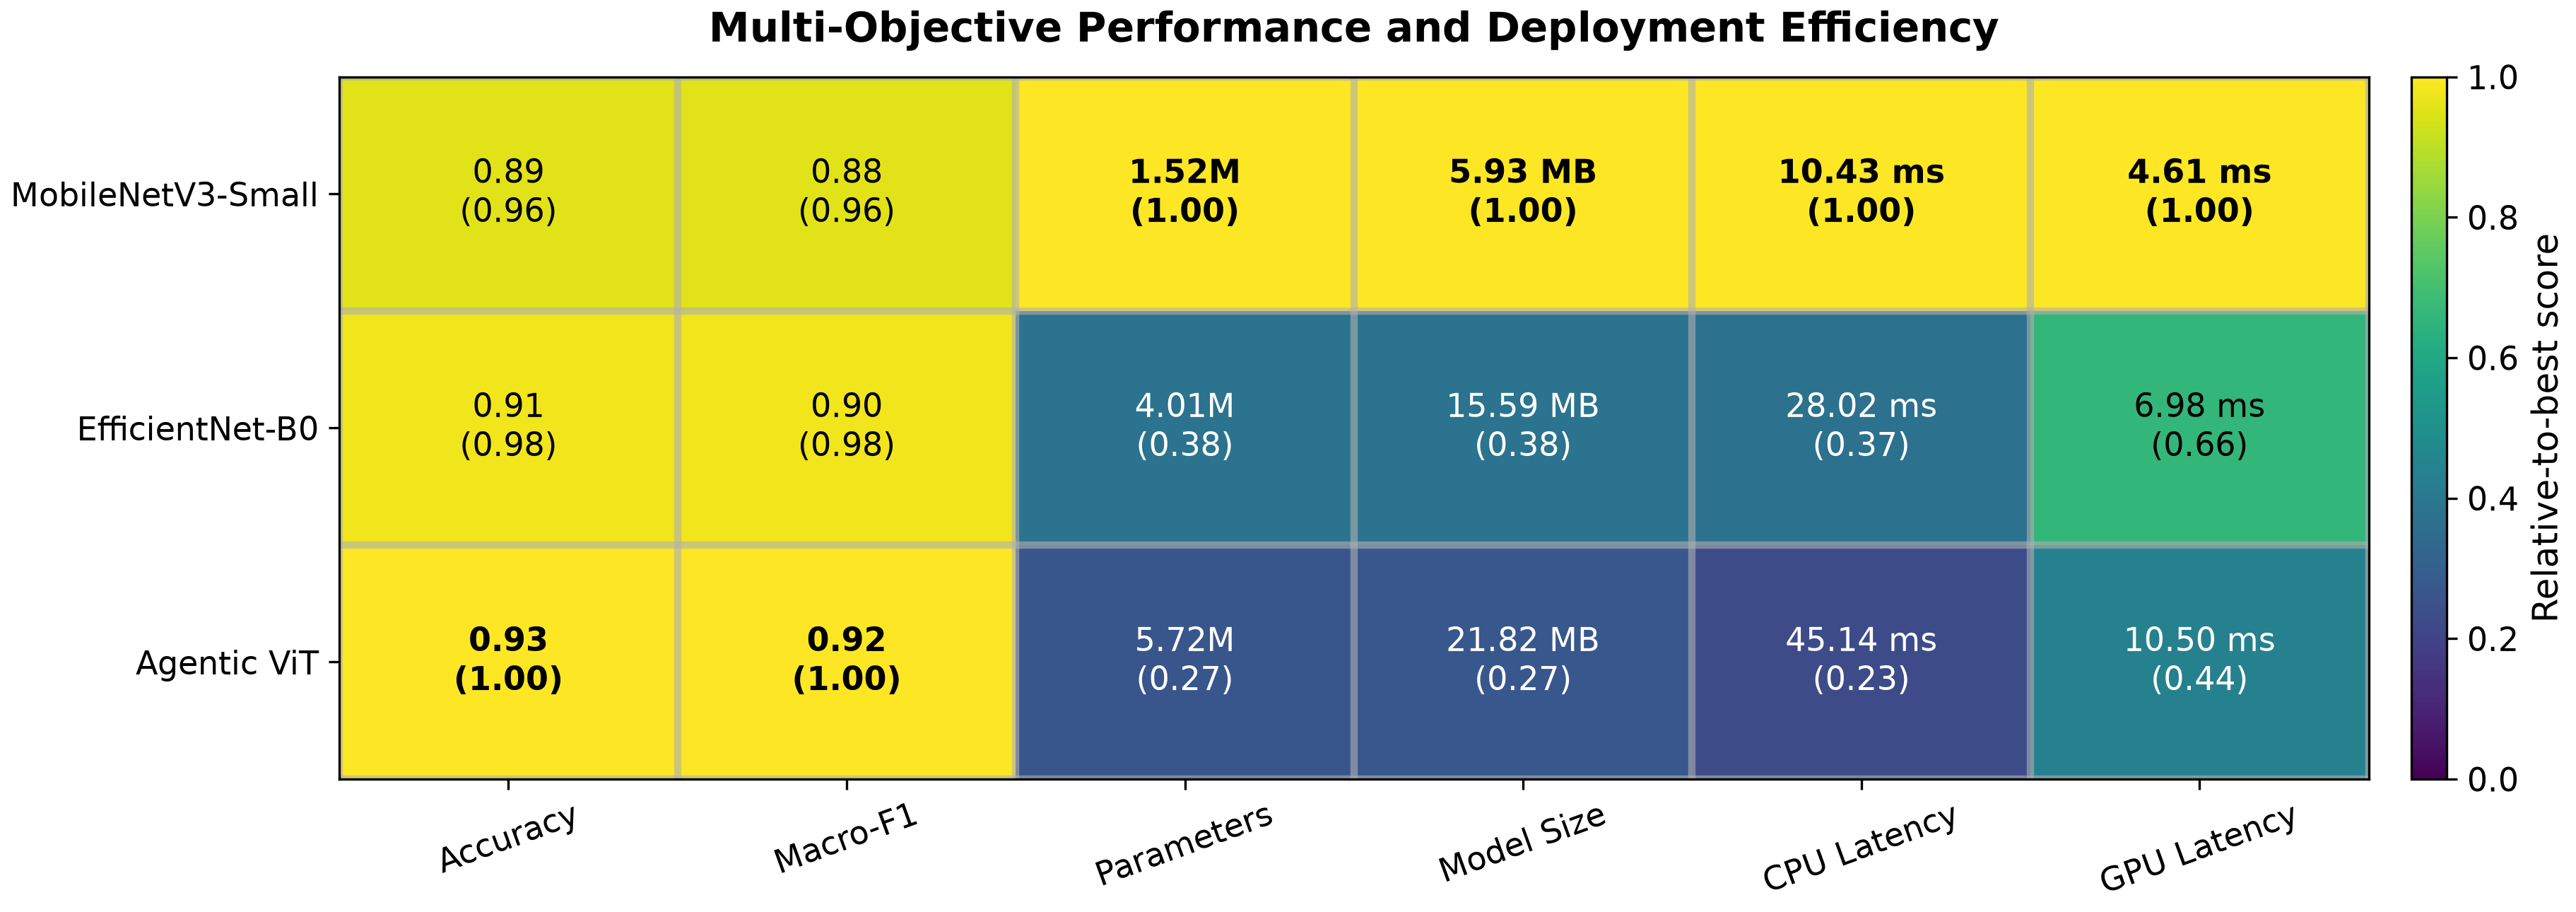 Multi-Objective Performance and Deployment Efficiency
MobileNetV3-Small
0.89
(0.96)
0.88
(0.96)
1.52M
(1.00)
5.93 MB
(1.00)
10.43 ms
(1.00)
4.61 ms
(1.00)
EfficientNet-B0
0.91
(0.98)
0.90
(0.98)
4.01M
(0.38)
15.59 MB
(0.38)
28.02 ms
(0.37)
6.98 ms
(0.66)
Agentic ViT
0.93
(1.00)
0.92
(1.00)
5.72M
(0.27)
21.82 MB
(0.27)
45.14 ms
(0.23)
10.50 ms
(0.44)
Accuracy
Macro-F1
Parameters
Model Size
CPU Latency
GPU Latency
1.0
0.8
0.6
0.4
0.2
0.0
Relative-to-best score